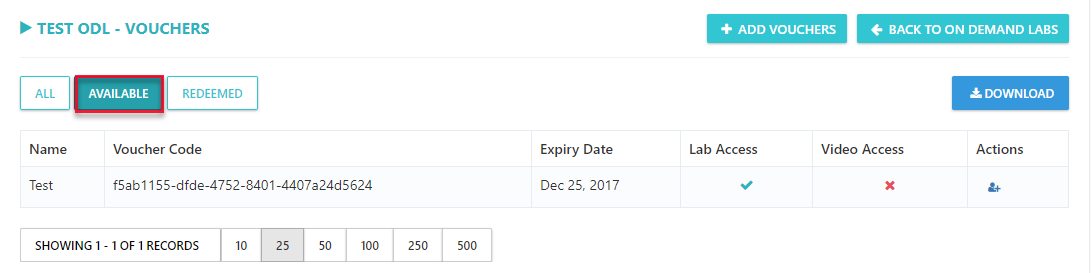 TEST ODL - VOUCHERS
ADD VOUCHERS
BACK TO ON DEMAND LABS
ALL
AVAILABLE
REDEEMED
DOWNLOAD
Name Voucher Code Expiry Date Lab Access Video Access Actions
Test f5ab1155-dfde-4752-8401-4407a24d5624 Dec 25, 2017
SHOWING 1 - 1 OF 1 RECORDS 10 25 50 100 250 500